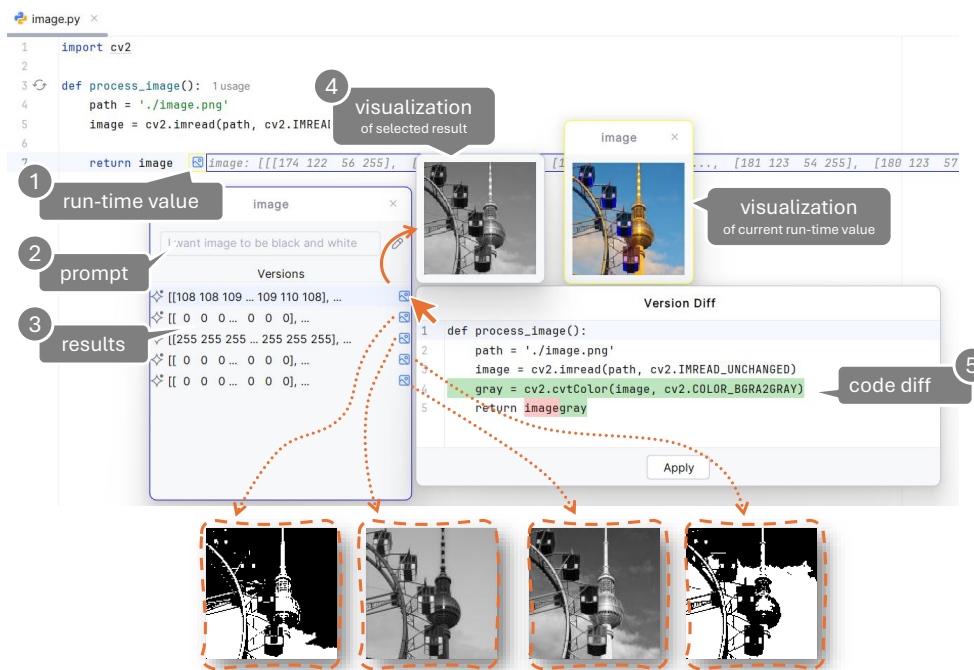 image.py
1 import cv2
2
3 def process_image(): 1 usage
4 path = './image.png'
5 image = cv2.imread(path, cv2.IMREAD
6
7 return image image: [[[174 122 56 255], [ [1 ..., [181 123 54 255], [180 123 57
4
visualization
of selected result
image
visualization
of current run-time value
1
run-time value
image
2
prompt
I want image to be black and white
Versions
3
results
[[108 108 109 ... 109 110 108], ...
[[ 0 0 0 ... 0 0 0], ...
[[255 255 255 ... 255 255 255], ...
[[ 0 0 0 ... 0 0 0], ...
[[ 0 0 0 ... 0 0 0], ...
Version Diff
1 def process_image():
2 path = './image.png'
3 image = cv2.imread(path, cv2.IMREAD_UNCHANGED)
4 gray = cv2.cvtColor(image, cv2.COLOR_BGRA2GRAY)
5 return imagegray
5
code diff
Apply